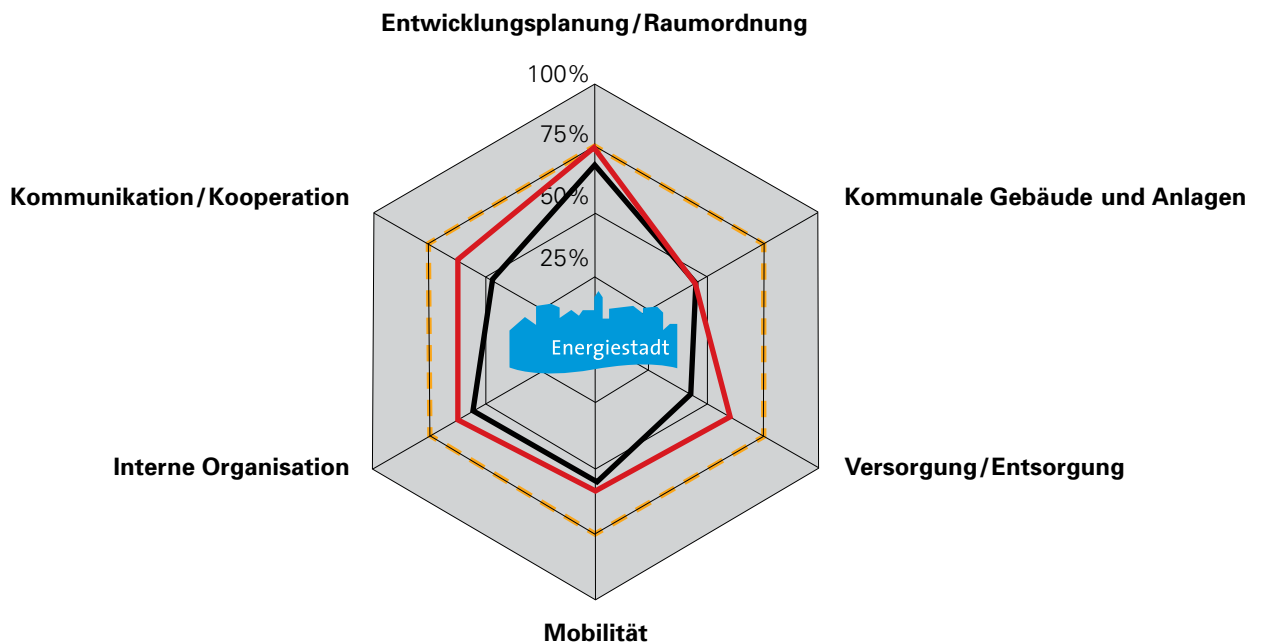 Entwicklungsplanung/Raumordnung
100%
75%
Kommunikation/Kooperation
50%
Kommunale Gebäude und Anlagen
25%
Energiestadt
Interne Organisation
Versorgung/Entsorgung
Mobilität